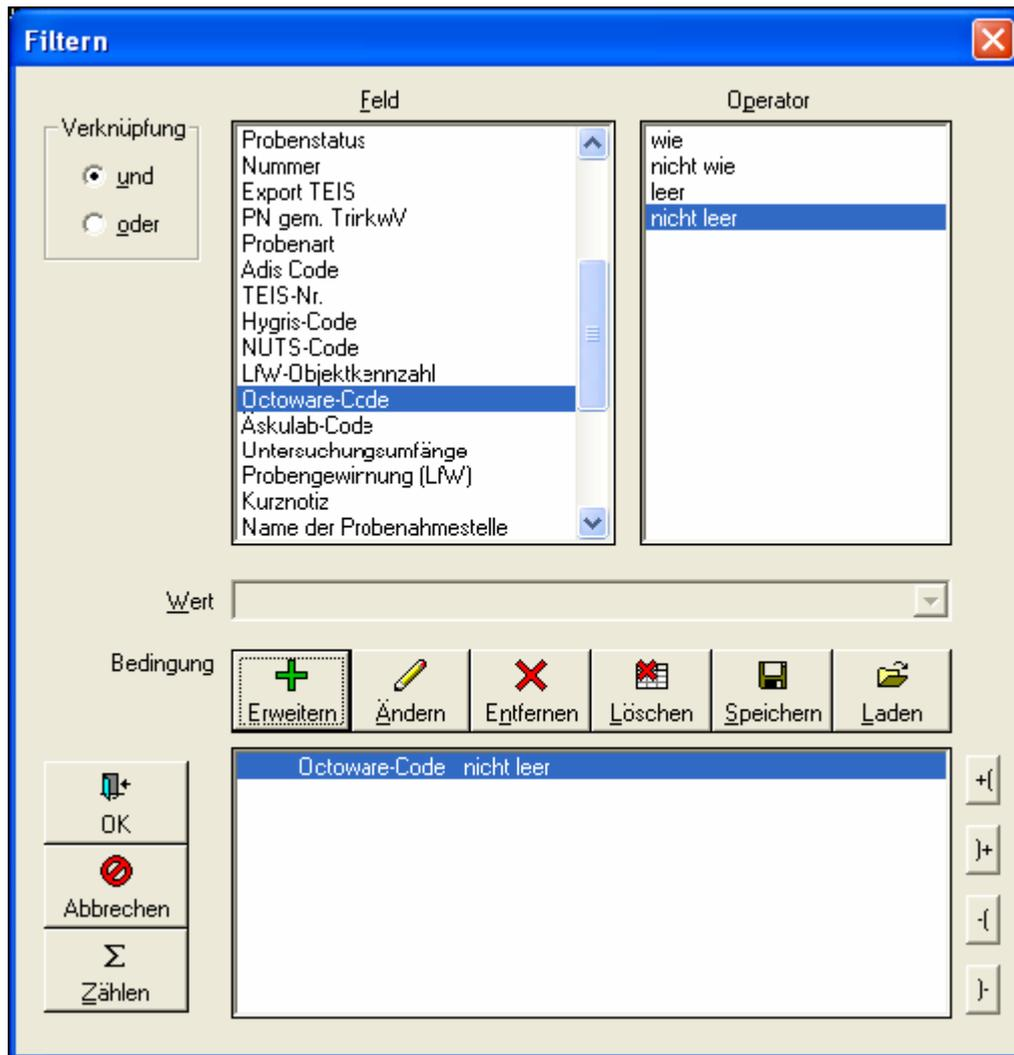 Filtern
Verknüpfung
und
oder
Feld
Probenstatus
Nummer
Export TEIS
PN gem. TrinkwV
Probenart
Adis Code
TEIS-Nr.
Hygris-Code
NUTS-Code
LfW-Objektkennzahl
Octoware-Code
Äskulab-Code
Untersuchungsumfänge
Probengewinnung (LfW)
Kurznotiz
Name der Probenahmestelle
Operator
wie
nicht wie
leer
nicht leer
Wert
Bedingung
Erweitern
Ändern
Entfernen
Löschen
Speichern
Laden
Octoware-Code nicht leer
OK
Abbrechen
Σ
Zählen
+(
)+
-(
)-